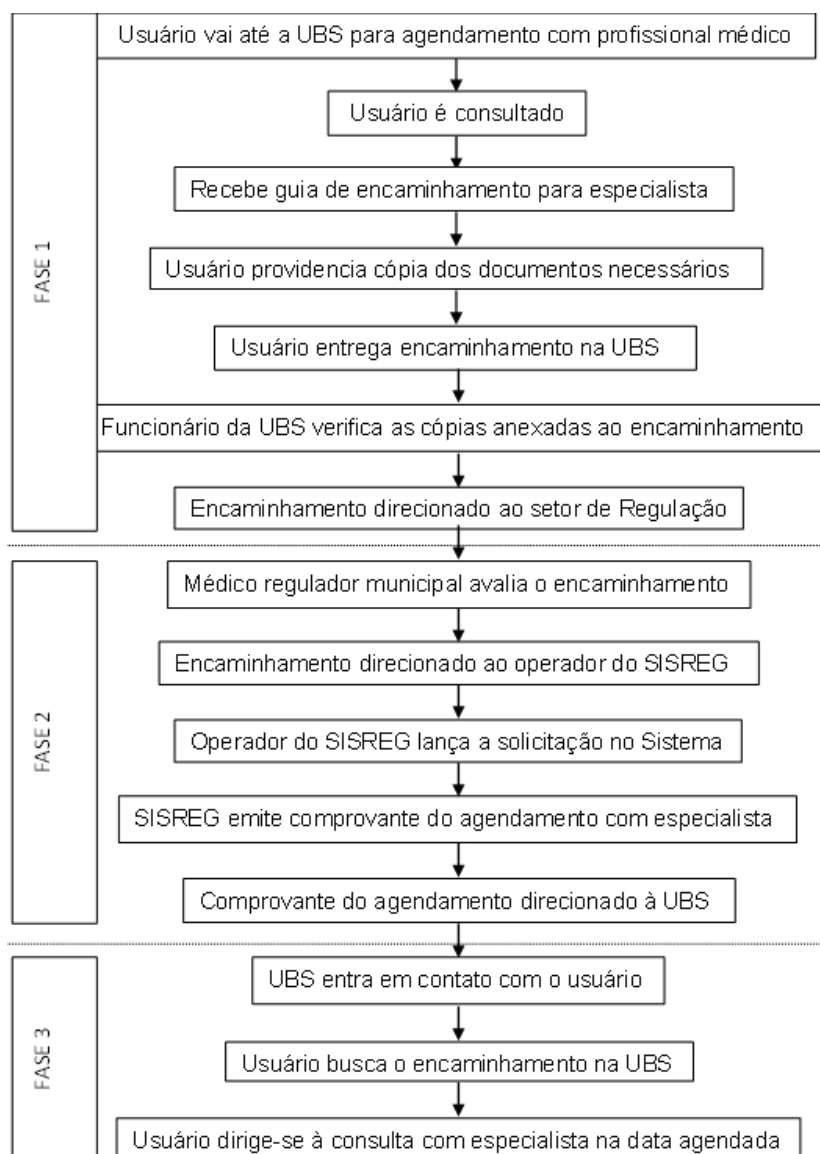 FASE 1
Usuário vai até a UBS para agendamento com profissional médico
Usuário é consultado
Recebe guia de encaminhamento para especialista
Usuário providencia cópia dos documentos necessários
Usuário entrega encaminhamento na UBS
Funcionário da UBS verifica as cópias anexadas ao encaminhamento
Encaminhamento direcionado ao setor de Regulação
FASE 2
Médico regulador municipal avalia o encaminhamento
Encaminhamento direcionado ao operador do SISREG
Operador do SISREG lança a solicitação no Sistema
SISREG emite comprovante do agendamento com especialista
Comprovante do agendamento direcionado à UBS
FASE 3
UBS entra em contato com o usuário
Usuário busca o encaminhamento na UBS
Usuário dirige-se à consulta com especialista na data agendada